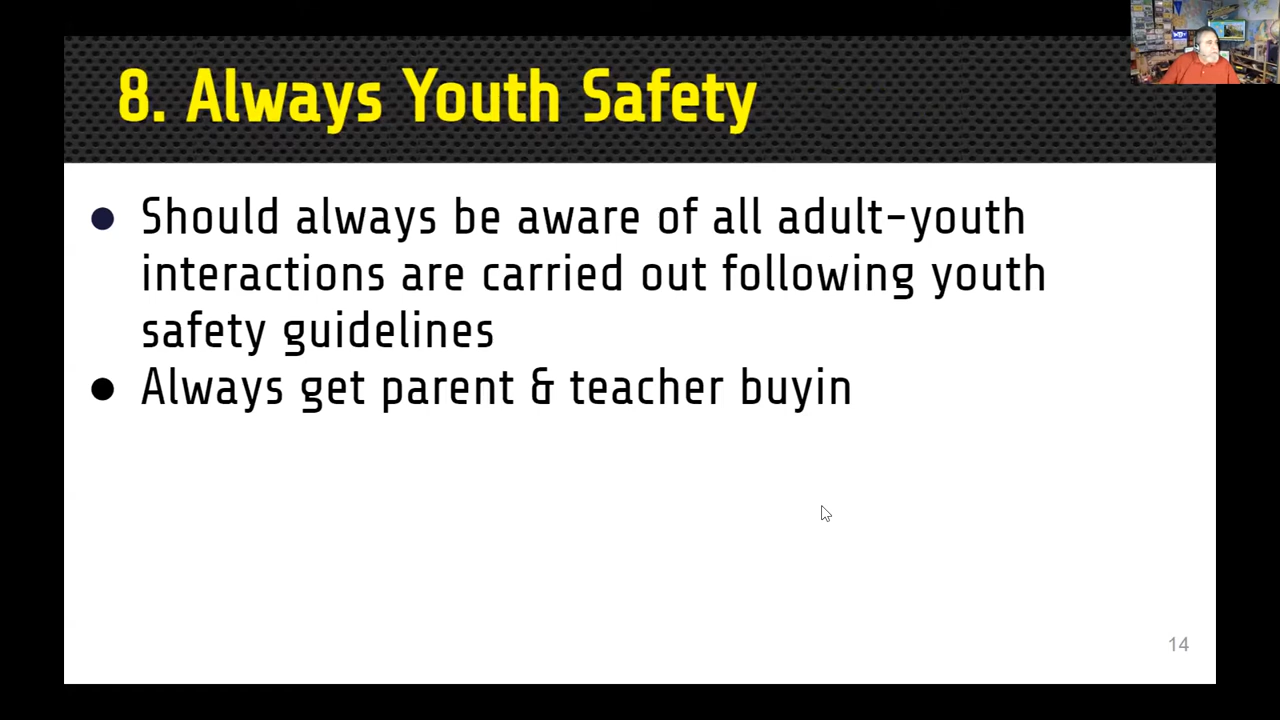 8. Always Youth Safety
● Should always be aware of all adult-youth
interactions are carried out following youth
safety guidelines
● Always get parent & teacher buyin
14